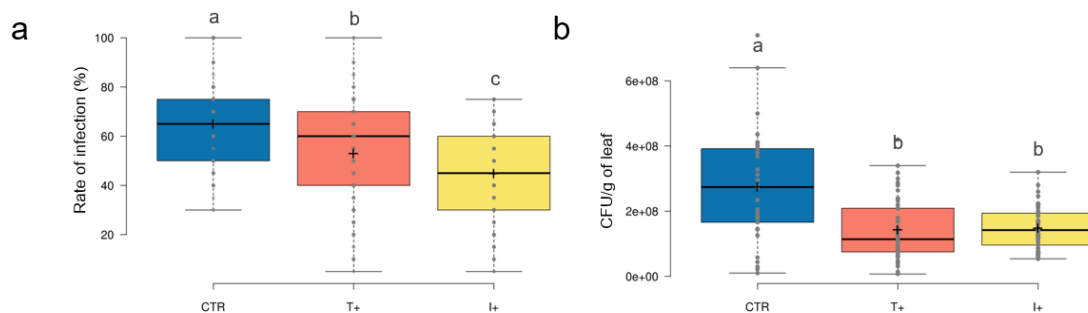 a
Rate of infection (%)
100
80
60
40
20
a
b
c
CTR
T+
I+
b
CFU/g of leaf
6e+08
4e+08
2e+08
0e+00
a
b
b
CTR
T+
I+